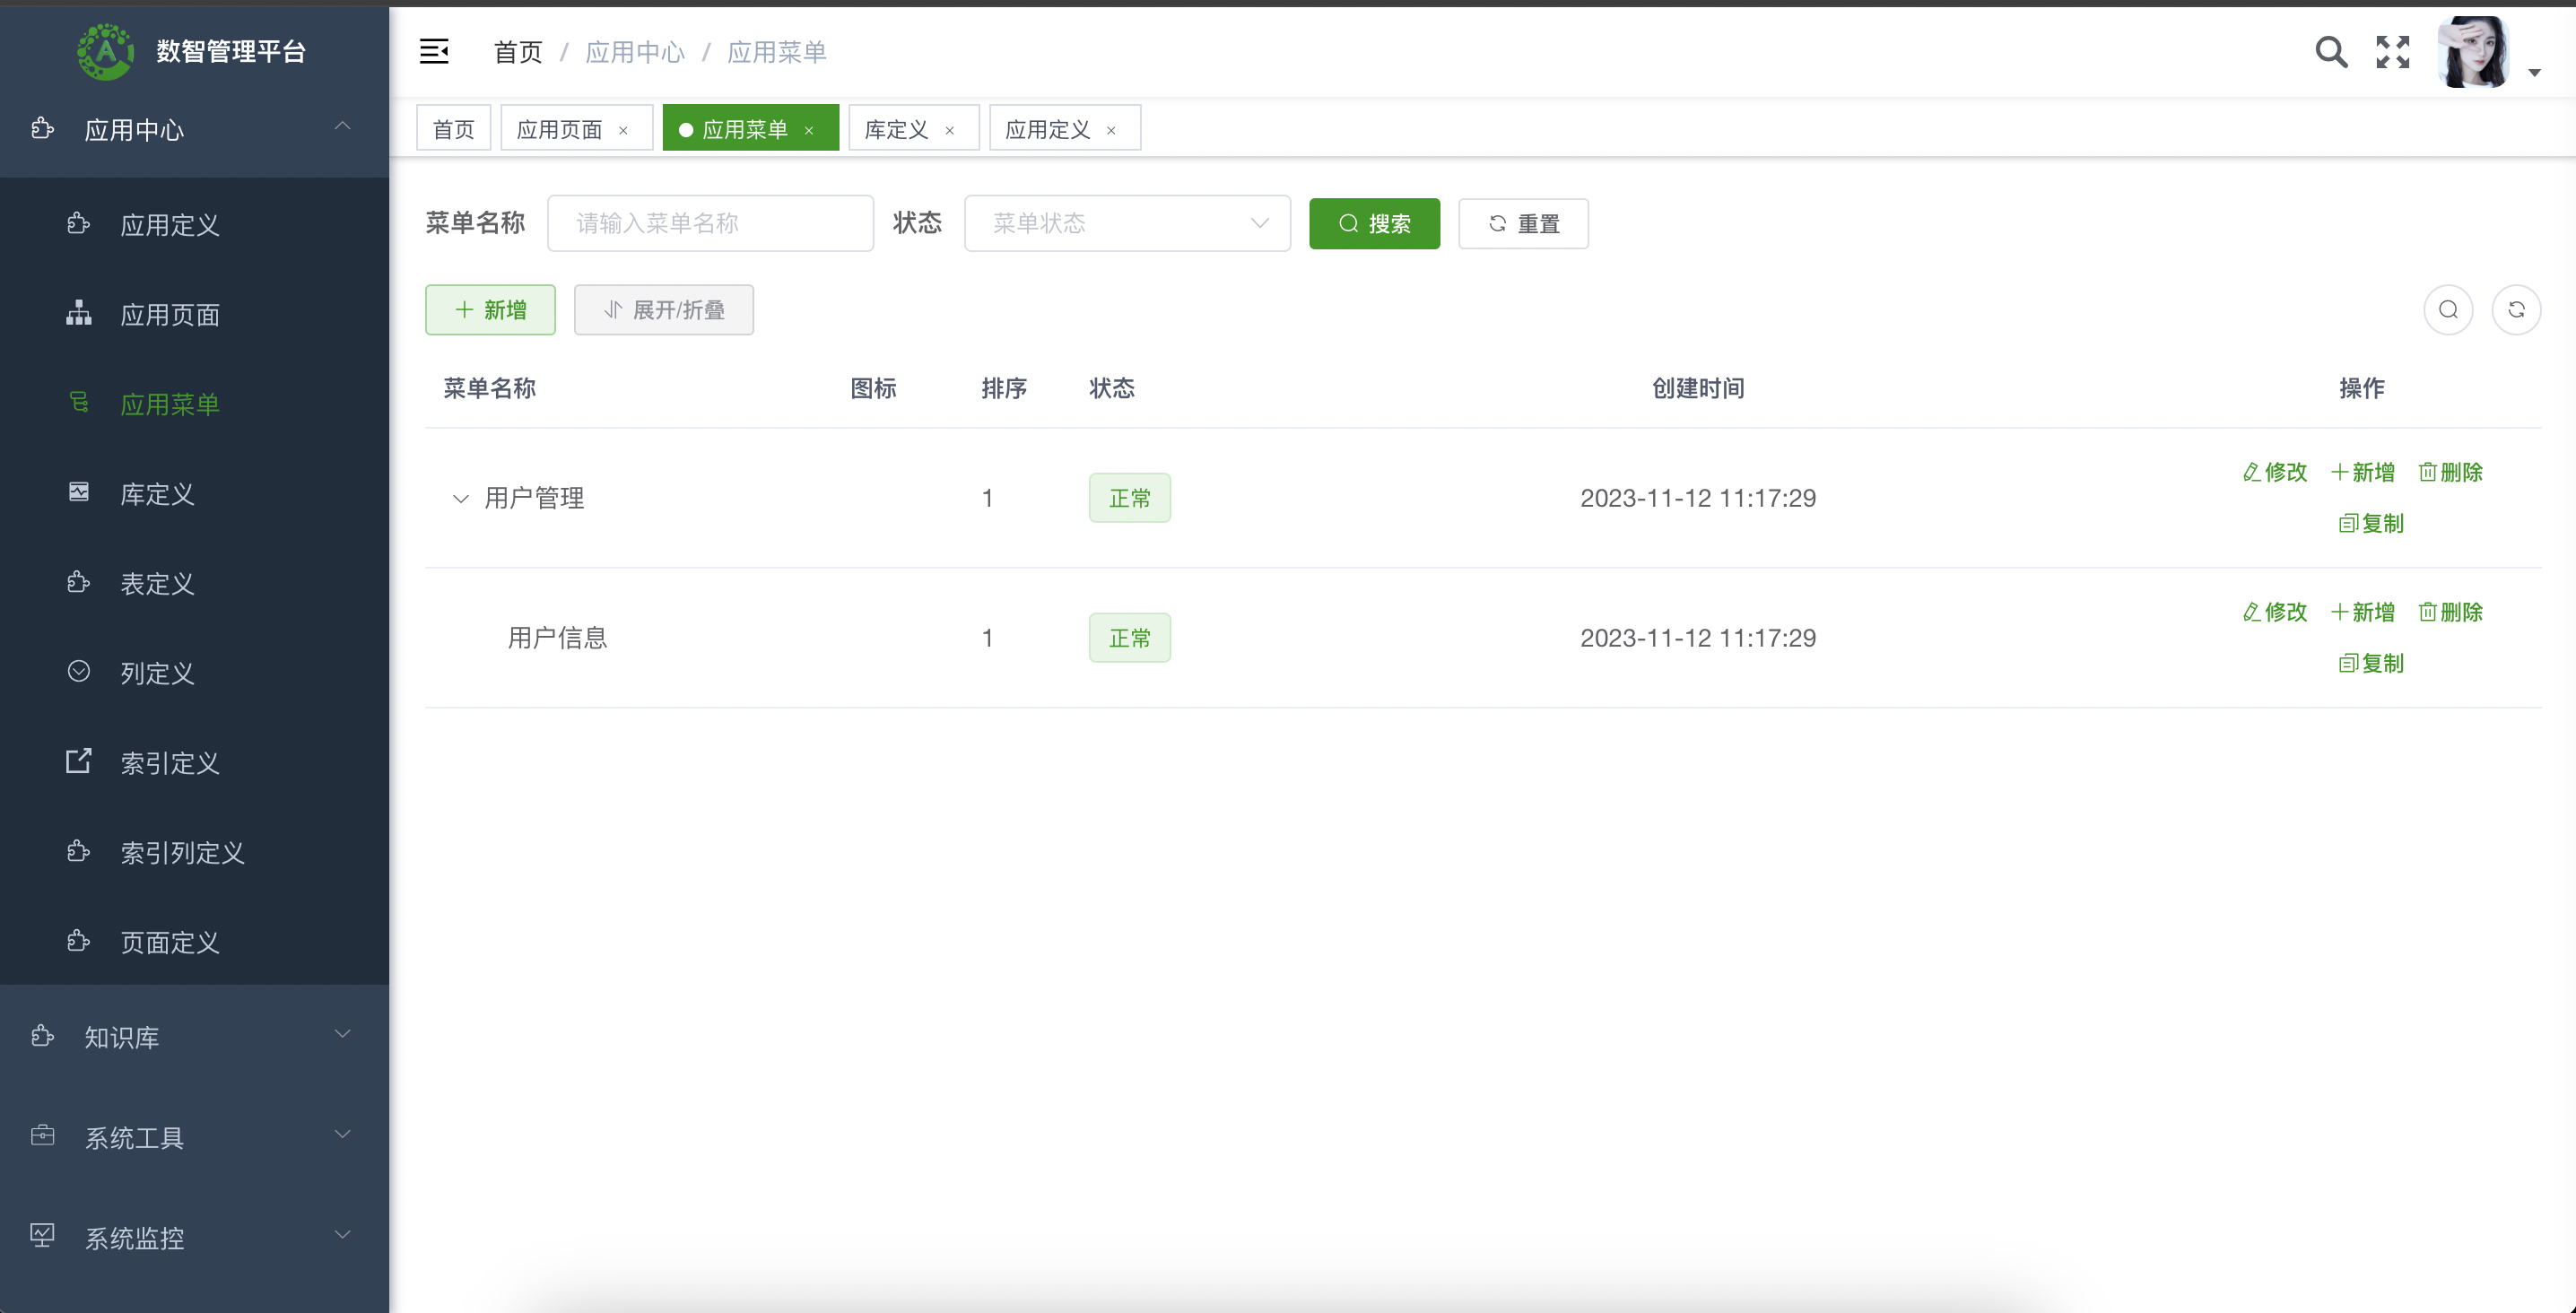 数智管理平台
首页 / 应用中心 / 应用菜单
首页 应用页面 × 应用菜单 × 库定义 × 应用定义 ×
应用中心
应用定义
应用页面
应用菜单
库定义
表定义
列定义
索引定义
索引列定义
页面定义
知识库
系统工具
系统监控
菜单名称 请输入菜单名称 状态 菜单状态 搜索 重置
新增 展开/折叠
菜单名称 图标 排序 状态 创建时间 操作
用户管理 1 正常 2023-11-12 11:17:29 修改 新增 删除
复制
用户信息 1 正常 2023-11-12 11:17:29 修改 新增 删除
复制